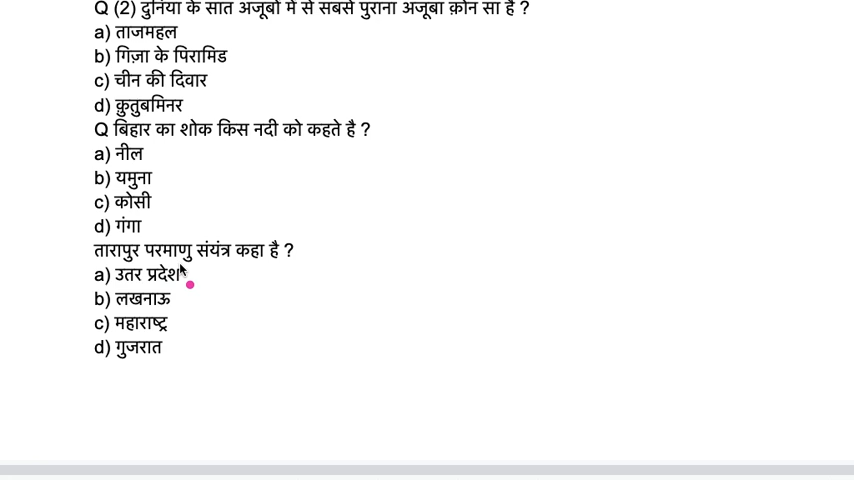 Q (2) दुनिया के सात अजूबों में से सबसे पुराना अजूबा क़ोन सा है ?
a) ताजमहल
b) गिज़ा के पिरामिड
c) चीन की दिवार
d) क़ुतुबमिनर
Q बिहार का शोक किस नदी को कहते है ?
a) नील
b) यमुना
c) कोसी
d) गंगा
तारापुर परमाणु संयंत्र कहा है ?
a) उतर प्रदेश
b) लखनाऊ
c) महाराष्ट्र
d) गुजरात